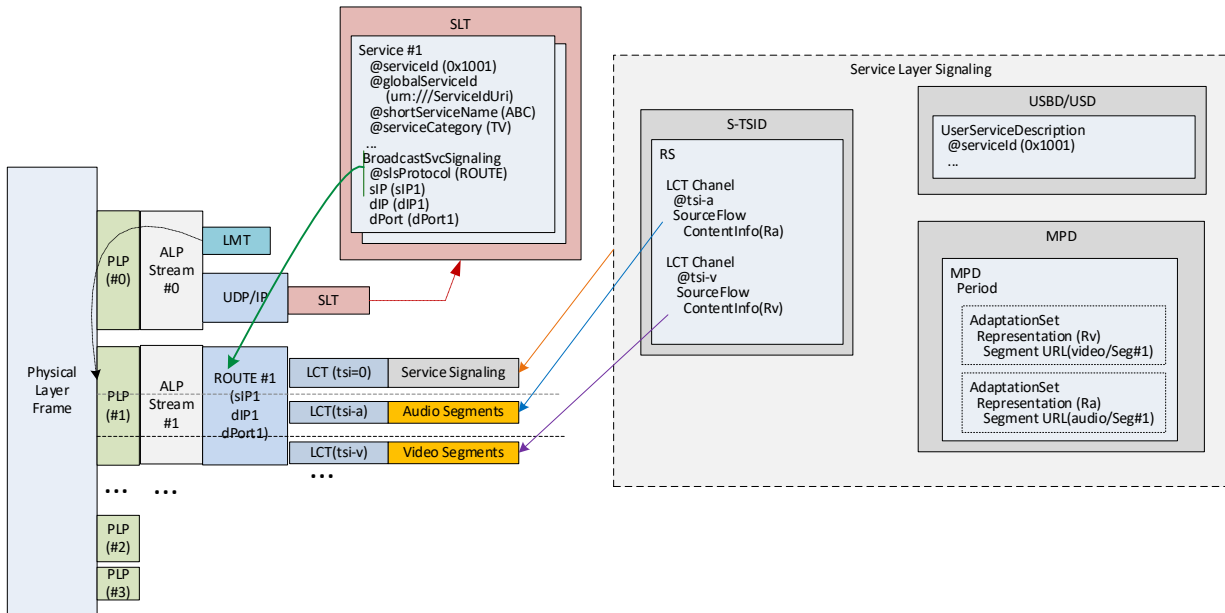 SLT
Service #1
@serviceId (0x1001)
@globalServiceId
(urn:///ServiceIdUri)
@shortServiceName (ABC)
@serviceCategory (TV)
...
BroadcastSvcSignaling
@slsProtocol (ROUTE)
sIP (sIP1)
dIP (dIP1)
dPort (dPort1)
Service Layer Signaling
S-TSID
RS
LCT Chanel
@tsi-a
SourceFlow
ContentInfo(Ra)
LCT Channel
@tsi-v
SourceFlow
ContentInfo(Rv)
USBD/USD
UserServiceDescription
@serviceId (0x1001)
...
MPD
MPD
Period
AdaptationSet
Representation (Rv)
Segment URL(video/Seg#1)
AdaptationSet
Representation (Ra)
Segment URL(audio/Seg#1)
Physical
Layer
Frame
PLP
(#0)
ALP
Stream
#0
LMT
UDP/IP
SLT
PLP
(#1)
ALP
Stream
#1
ROUTE #1
(sIP1
dIP1
dPort1)
LCT (tsi=0)
Service Signaling
LCT(tsi-a)
Audio Segments
LCT(tsi-v)
Video Segments
...
...
...
PLP
(#2)
PLP
(#3)